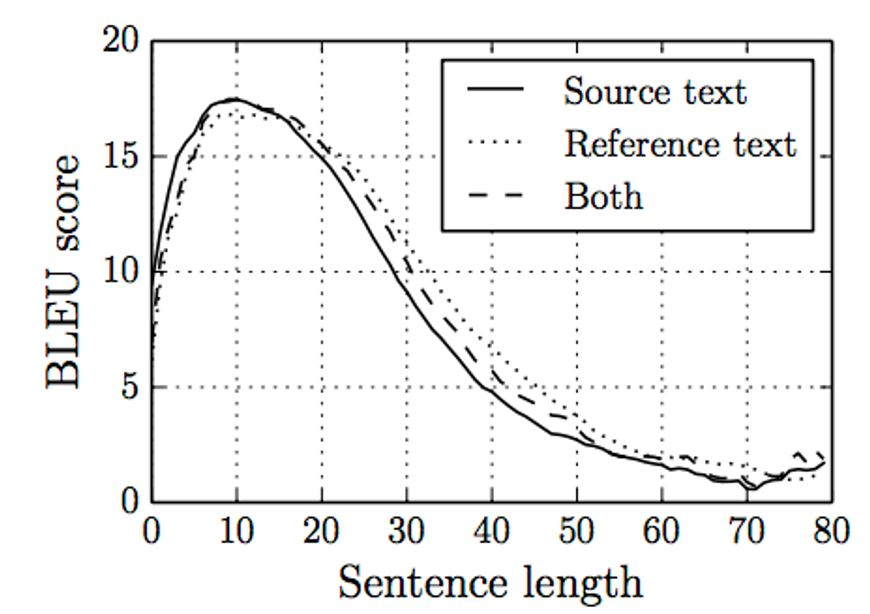 20
15
10
5
0
BLEU score
Source text
Reference text
Both
0 10 20 30 40 50 60 70 80
Sentence length